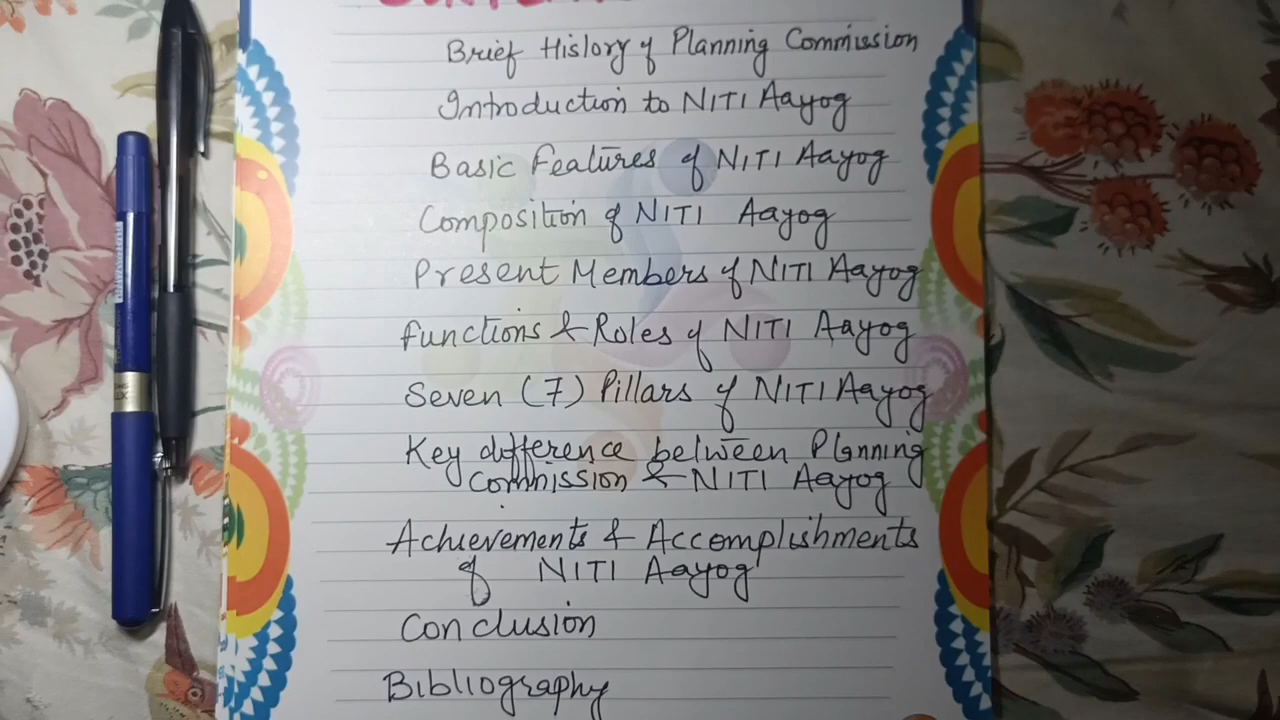 Brief History of Planning Commission
Introduction to NITI Aayog
Basic Features of NITI Aayog
Composition of NITI Aayog
Present Members of NITI Aayog
Functions & Roles of NITI Aayog
Seven (7) Pillars of NITI Aayog
Key difference between Planning
Commission & NITI Aayog
Achievements & Accomplishments
of NITI Aayog
Conclusion
Bibliography